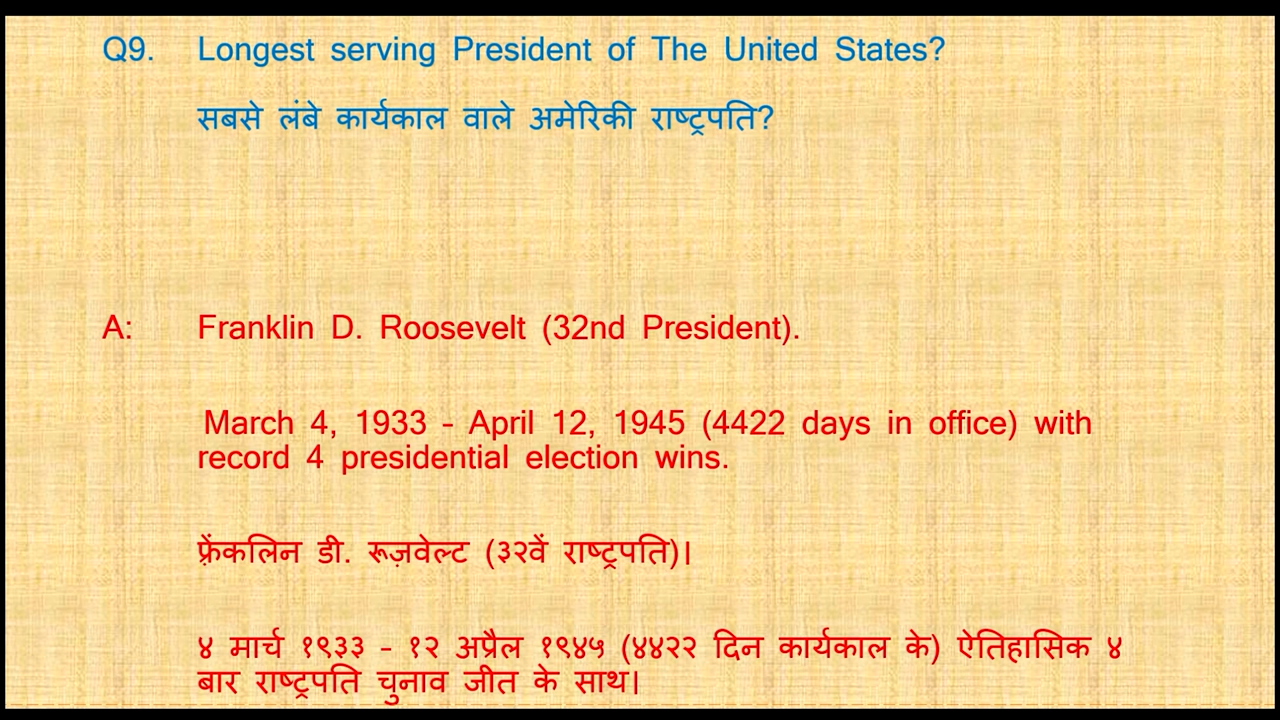 Q9. Longest serving President of The United States?
सबसे लंबे कार्यकाल वाले अमेरिकी राष्ट्रपति?
A: Franklin D. Roosevelt (32nd President).
March 4, 1933 - April 12, 1945 (4422 days in office) with
record 4 presidential election wins.
फ़्रेंकलिन डी. रूज़वेल्ट (३२वें राष्ट्रपति)।
४ मार्च १९३३ - १२ अप्रैल १९४५ (४४२२ दिन कार्यकाल के) ऐतिहासिक ४
बार राष्ट्रपति चुनाव जीत के साथ।